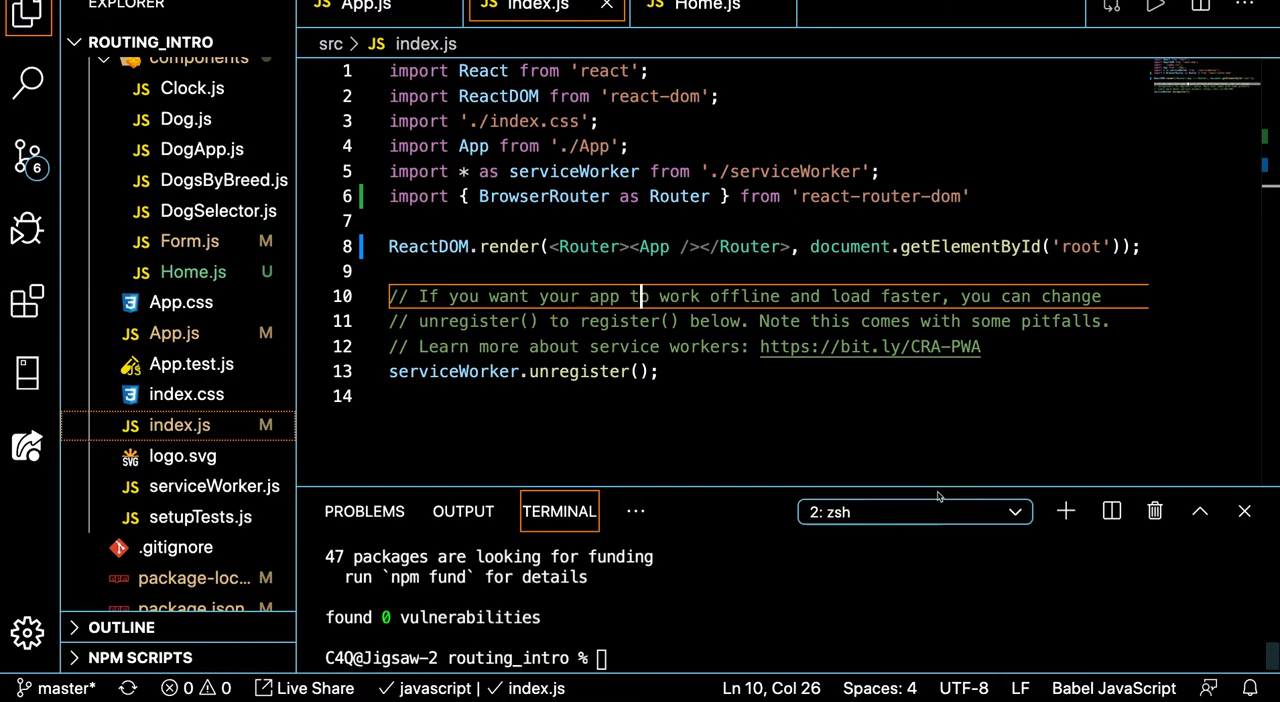 EXPLORER
App.js
index.js
Home.js
ROUTING_INTRO
components
Clock.js
Dog.js
DogApp.js
DogsByBreed.js
DogSelector.js
Form.js M
Home.js U
App.css
App.js M
App.test.js
index.css
index.js M
logo.svg
serviceWorker.js
setupTests.js
.gitignore
package-loc... M
package.json M
OUTLINE
NPM SCRIPTS
6
src > JS index.js
1 import React from 'react';
2 import ReactDOM from 'react-dom';
3 import './index.css';
4 import App from './App';
5 import * as serviceWorker from './serviceWorker';
6 import { BrowserRouter as Router } from 'react-router-dom'
7
8 ReactDOM.render(<Router><App /></Router>, document.getElementById('root'));
9
10 // If you want your app to work offline and load faster, you can change
11 // unregister() to register() below. Note this comes with some pitfalls.
12 // Learn more about service workers: https://bit.ly/CRA-PWA
13 serviceWorker.unregister();
14
PROBLEMS OUTPUT TERMINAL ... 2: zsh
47 packages are looking for funding
run `npm fund` for details
found 0 vulnerabilities
C4Q@Jigsaw-2 routing_intro %
master* 0 0 Live Share javascript | index.js Ln 10, Col 26 Spaces: 4 UTF-8 LF Babel JavaScript